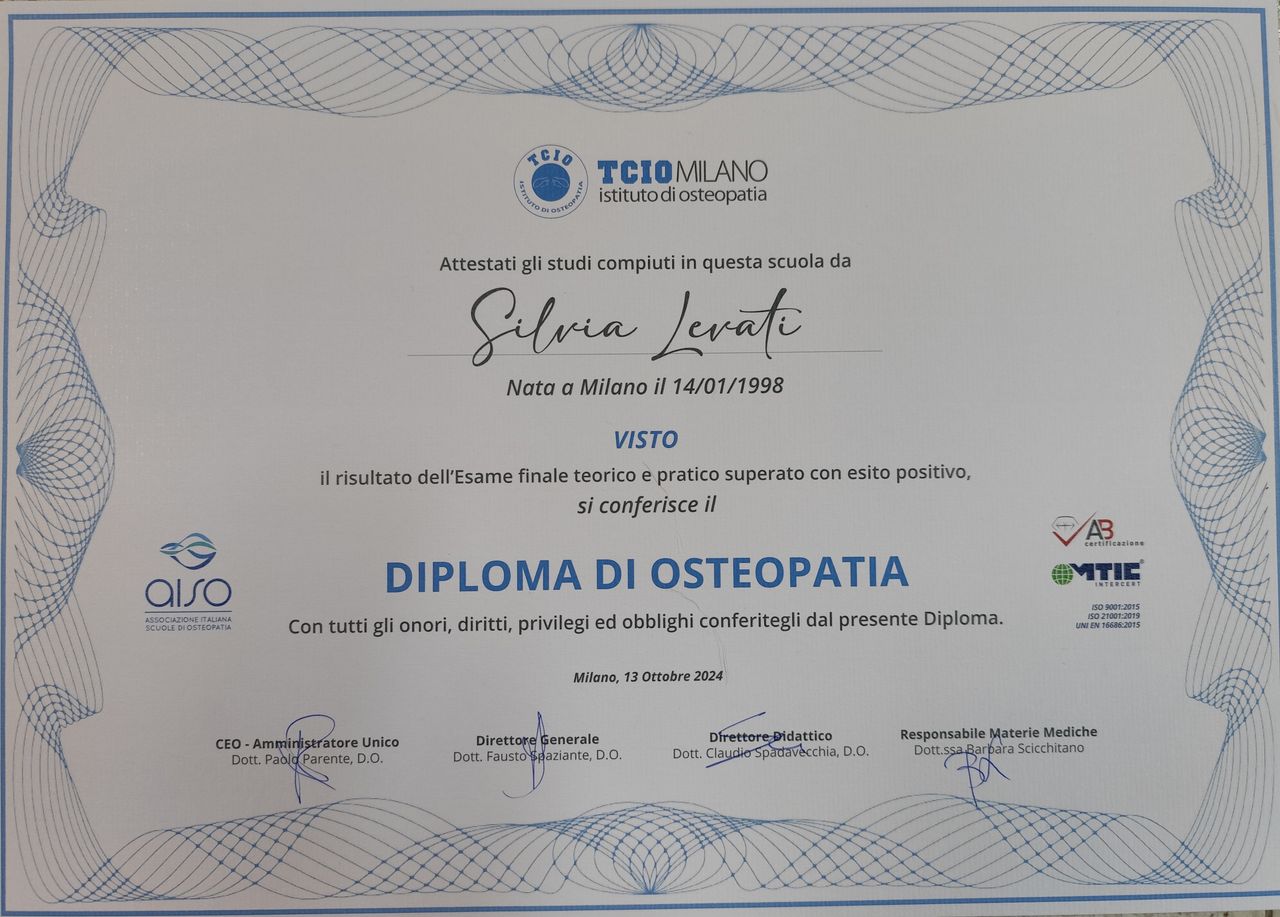 TCIO
ISTITUTO DI OSTEOPATIA
TCIO MILANO
istituto di osteopatia
Attestati gli studi compiuti in questa scuola da
Silvia Levati
Nata a Milano il 14/01/1998
VISTO
il risultato dell'Esame finale teorico e pratico superato con esito positivo,
si conferisce il
DIPLOMA DI OSTEOPATIA
Con tutti gli onori, diritti, privilegi ed obblighi conferitegli dal presente Diploma.
aiso
ASSOCIAZIONE ITALIANA
SCUOLE DI OSTEOPATIA
AB
certificazione
MTIC
INTERCERT
ISO 9001:2015
ISO 21001:2019
UNI EN 16686:2015
Milano, 13 Ottobre 2024
CEO - Amministratore Unico
Dott. Paolo Parente, D.O.
Direttore Generale
Dott. Fausto Spaziante, D.O.
Direttore Didattico
Dott. Claudio Spadavecchia, D.O.
Responsabile Materie Mediche
Dott.ssa Barbara Scicchitano